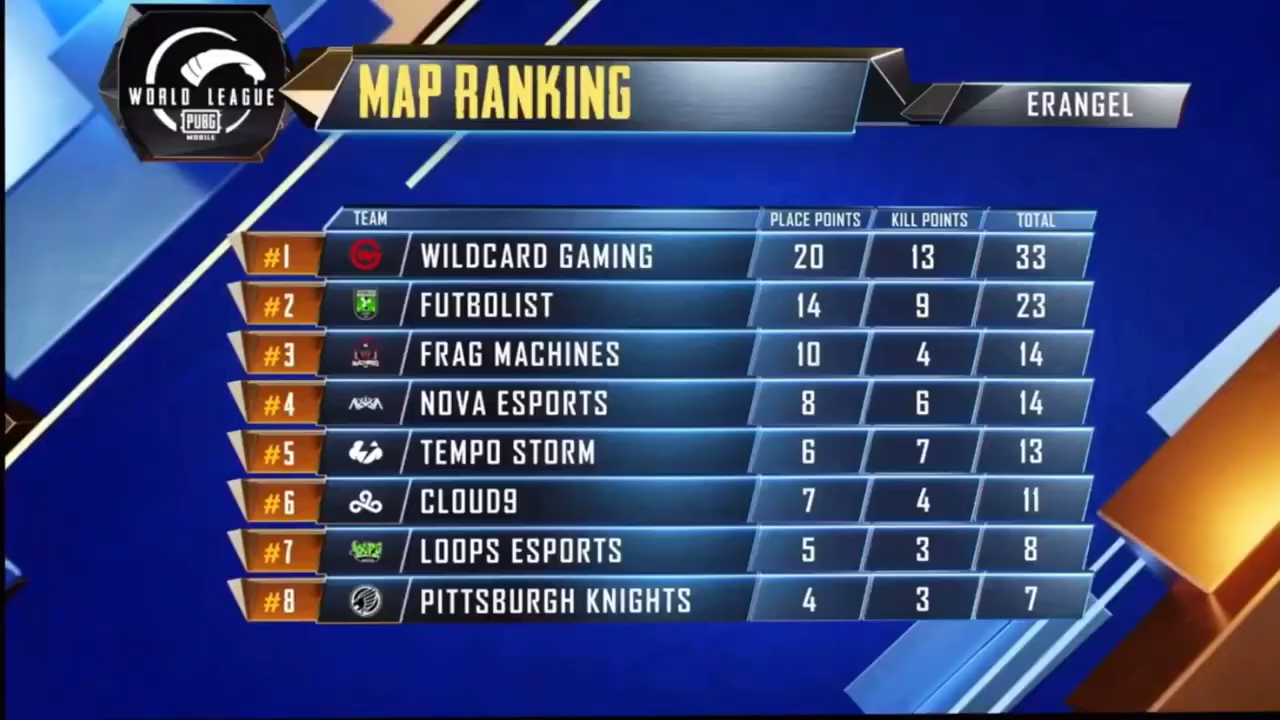 WORLD LEAGUE
PUBG
MOBILE
MAP RANKING
ERANGEL
TEAM PLACE POINTS KILL POINTS TOTAL
#1 WILDCARD GAMING 20 13 33
#2 FUTBOLIST 14 9 23
#3 FRAG MACHINES 10 4 14
#4 NOVA ESPORTS 8 6 14
#5 TEMPO STORM 6 7 13
#6 CLOUD9 7 4 11
#7 LOOPS ESPORTS 5 3 8
#8 PITTSBURGH KNIGHTS 4 3 7